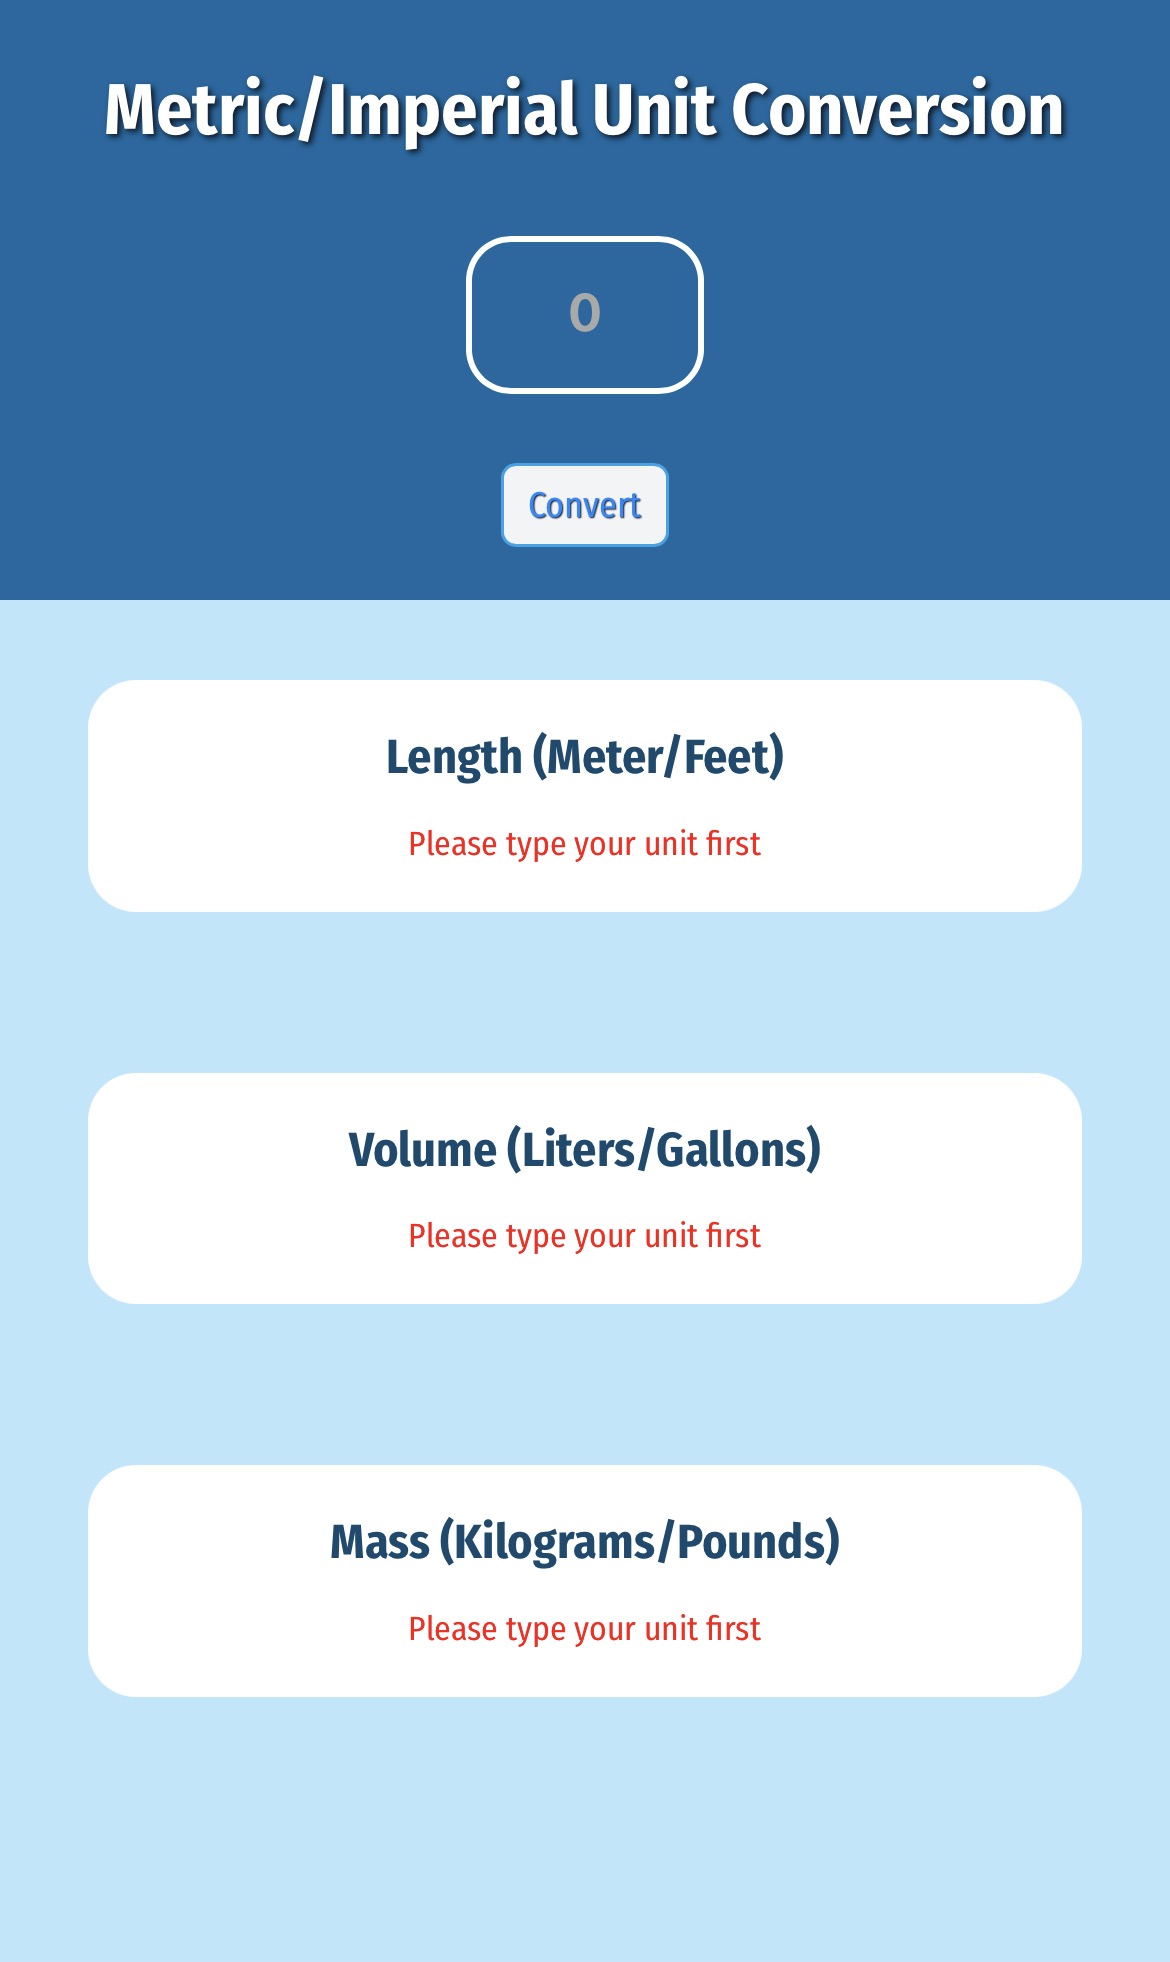 Metric/Imperial Unit Conversion
0
Convert
Length (Meter/Feet)
Please type your unit first
Volume (Liters/Gallons)
Please type your unit first
Mass (Kilograms/Pounds)
Please type your unit first